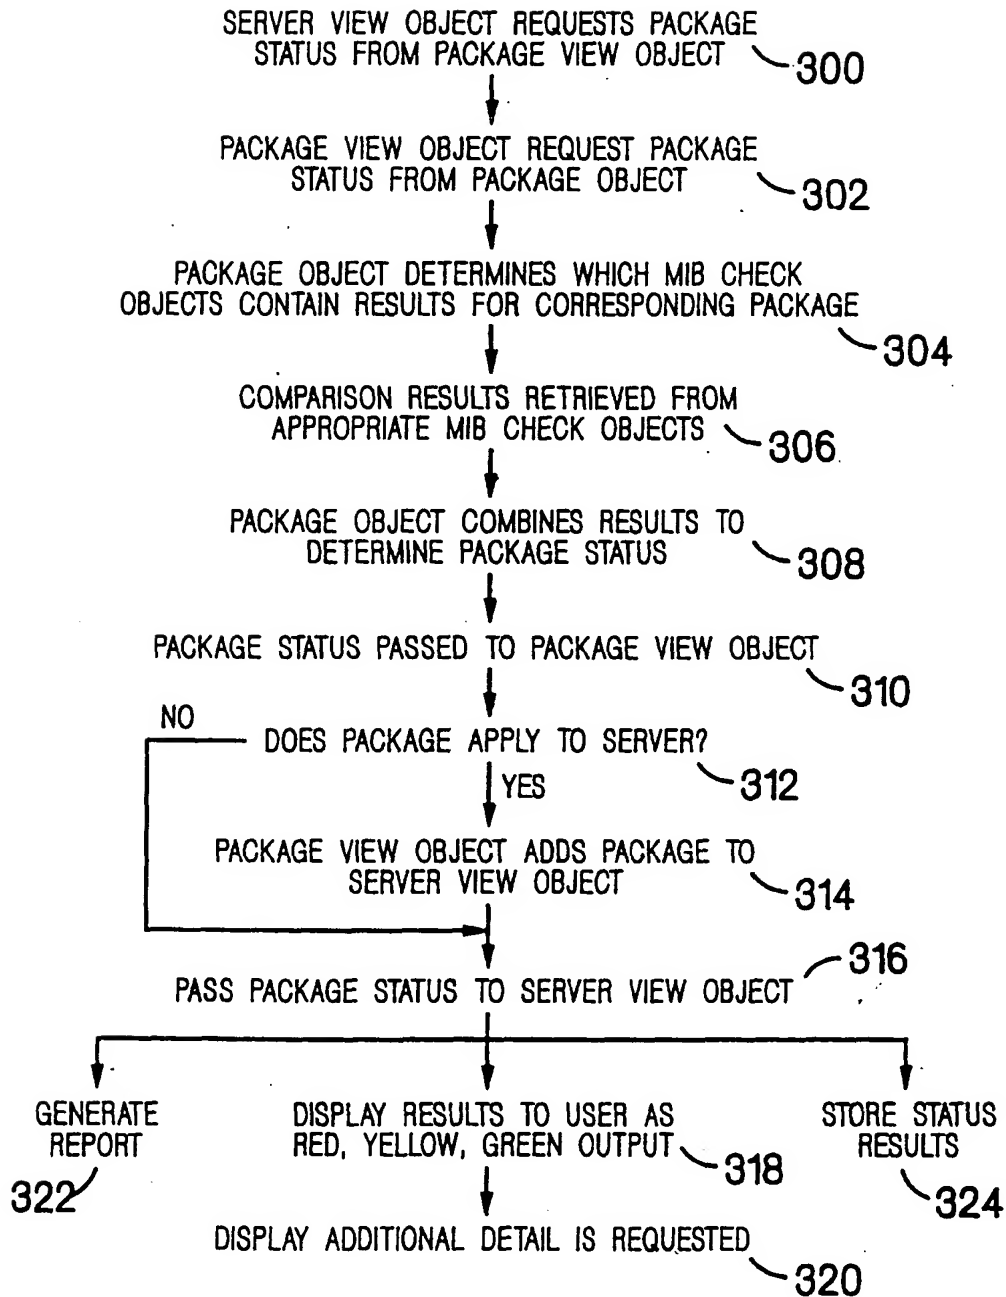 SERVER VIEW OBJECT REQUESTS PACKAGE
STATUS FROM PACKAGE VIEW OBJECT
300
PACKAGE VIEW OBJECT REQUEST PACKAGE
STATUS FROM PACKAGE OBJECT
302
PACKAGE OBJECT DETERMINES WHICH MIB CHECK
OBJECTS CONTAIN RESULTS FOR CORRESPONDING PACKAGE
304
COMPARISON RESULTS RETRIEVED FROM
APPROPRIATE MIB CHECK OBJECTS
306
PACKAGE OBJECT COMBINES RESULTS TO
DETERMINE PACKAGE STATUS
308
PACKAGE STATUS PASSED TO PACKAGE VIEW OBJECT
310
NO
DOES PACKAGE APPLY TO SERVER?
312
YES
PACKAGE VIEW OBJECT ADDS PACKAGE TO
SERVER VIEW OBJECT
314
316
PASS PACKAGE STATUS TO SERVER VIEW OBJECT
GENERATE
REPORT
322
DISPLAY RESULTS TO USER AS
RED, YELLOW, GREEN OUTPUT
318
STORE STATUS
RESULTS
324
DISPLAY ADDITIONAL DETAIL IS REQUESTED
320